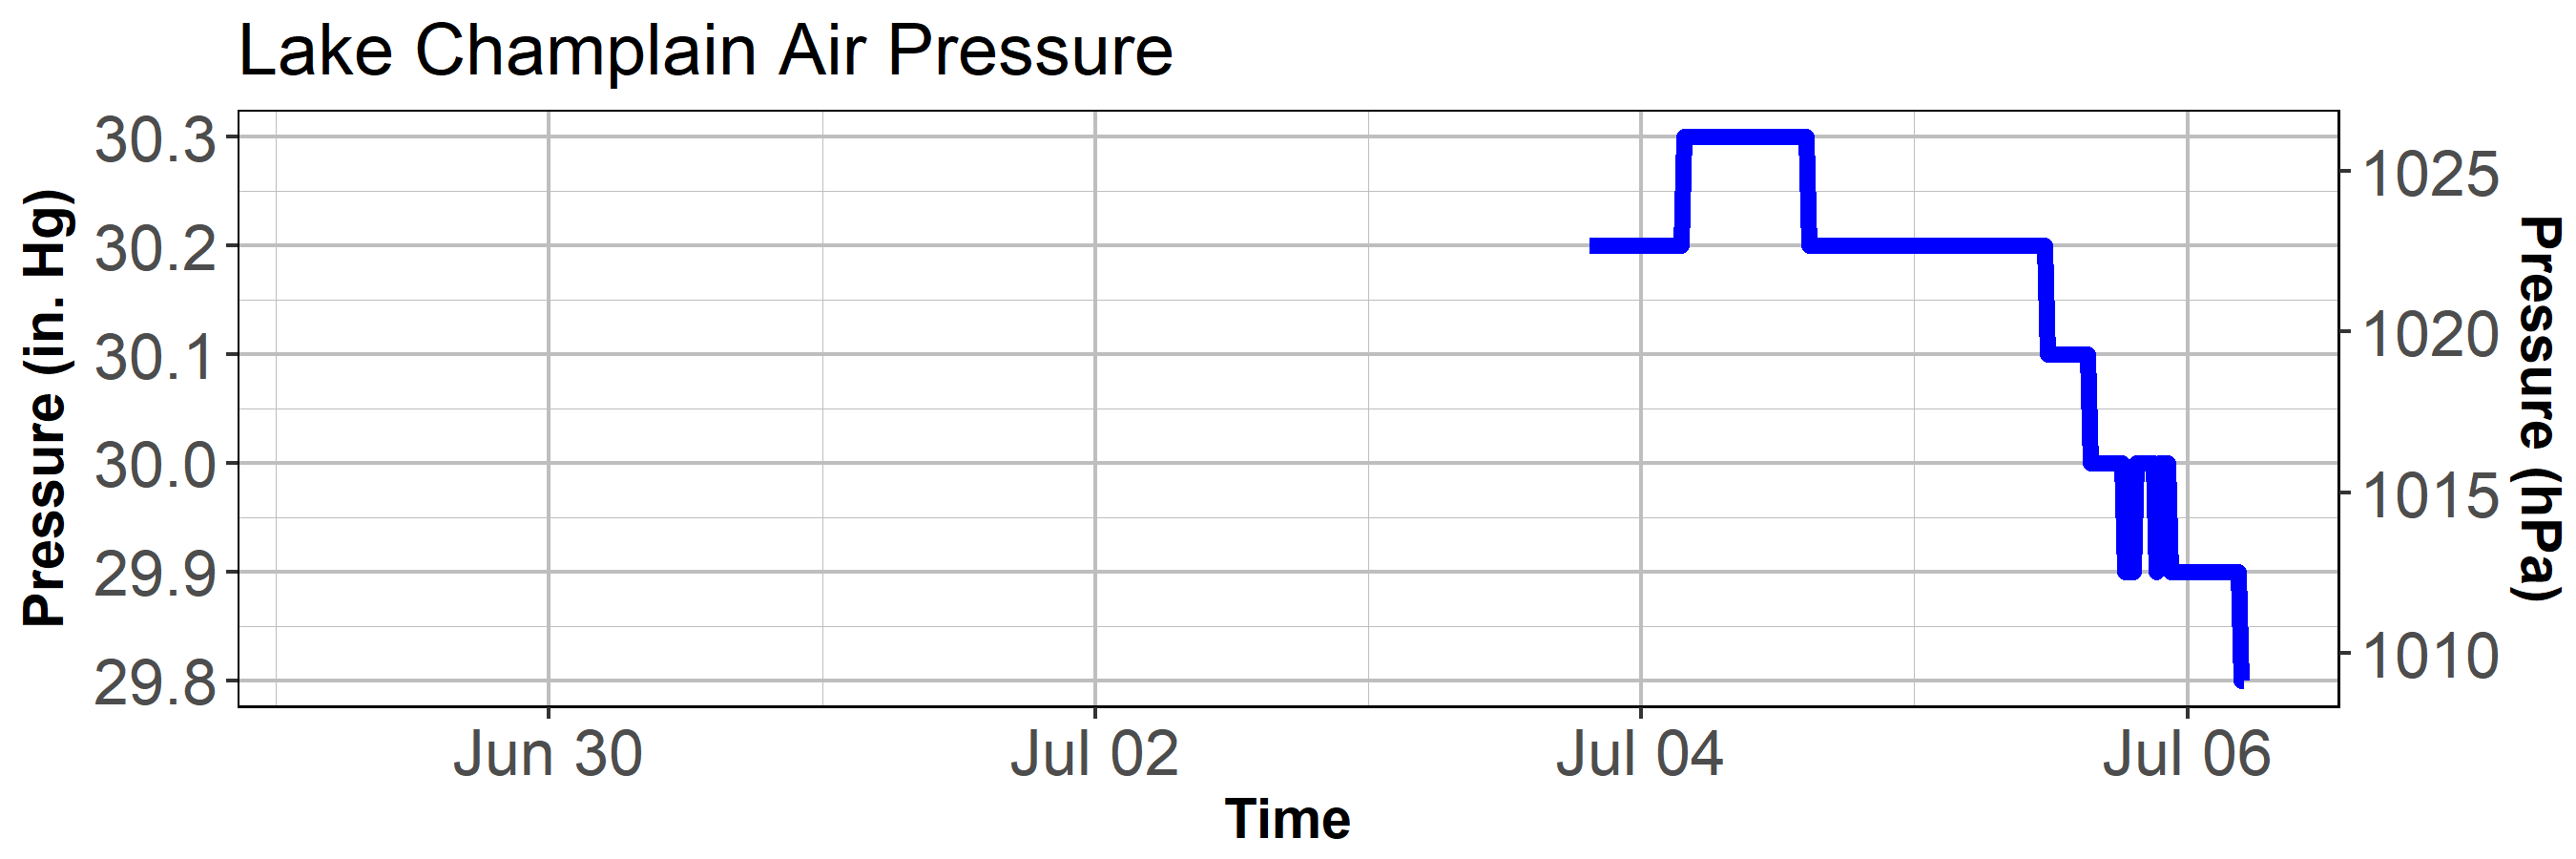 Lake Champlain Air Pressure
Pressure (in. Hg)
30.3
30.2
30.1
30.0
29.9
29.8
1025
1020
1015
1010
Pressure (hPa)
Jun 30 Jul 02 Jul 04 Jul 06
Time